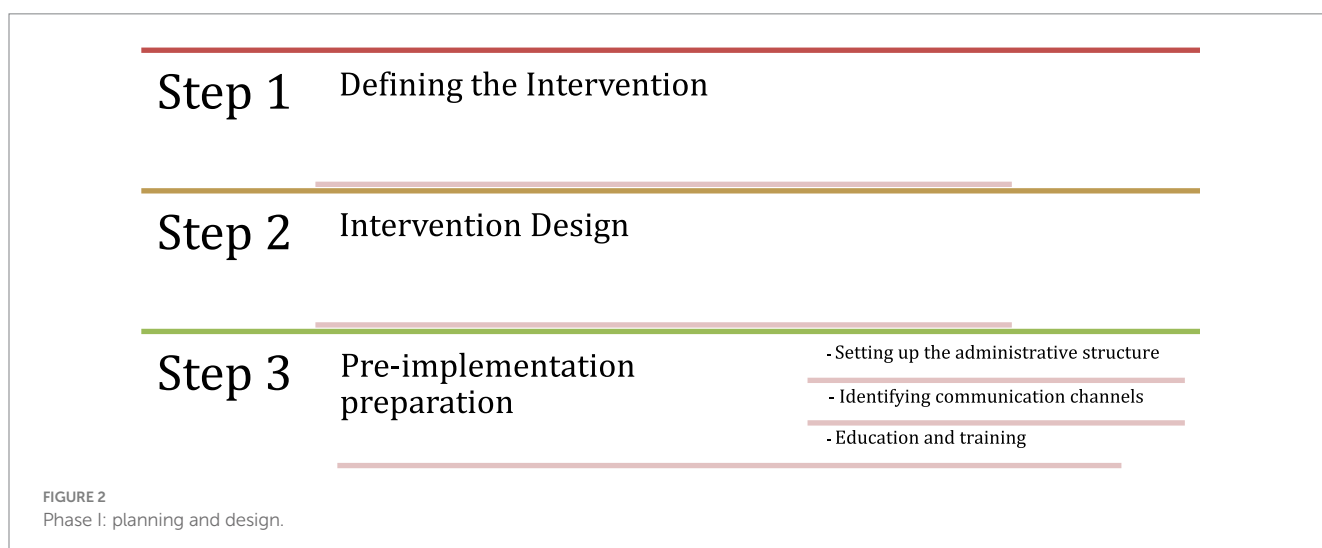 Step 1
Defining the Intervention
Step 2
Intervention Design
Step 3
Pre-implementation
preparation
- Setting up the administrative structure
- Identifying communication channels
- Education and training
FIGURE 2
Phase I: planning and design.